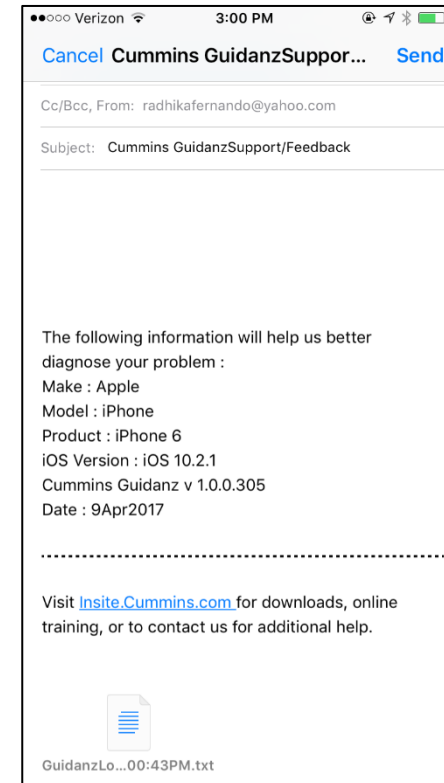 Verizon 3:00 PM
Cancel Cummins GuidanzSuppor... Send
Cc/Bcc, From: radhikafernando@yahoo.com
Subject: Cummins GuidanzSupport/Feedback
The following information will help us better
diagnose your problem :
Make : Apple
Model : iPhone
Product : iPhone 6
iOS Version : iOS 10.2.1
Cummins Guidanz v 1.0.0.305
Date : 9Apr2017
Visit Insite.Cummins.com for downloads, online
training, or to contact us for additional help.
GuidanzLo...00:43PM.txt